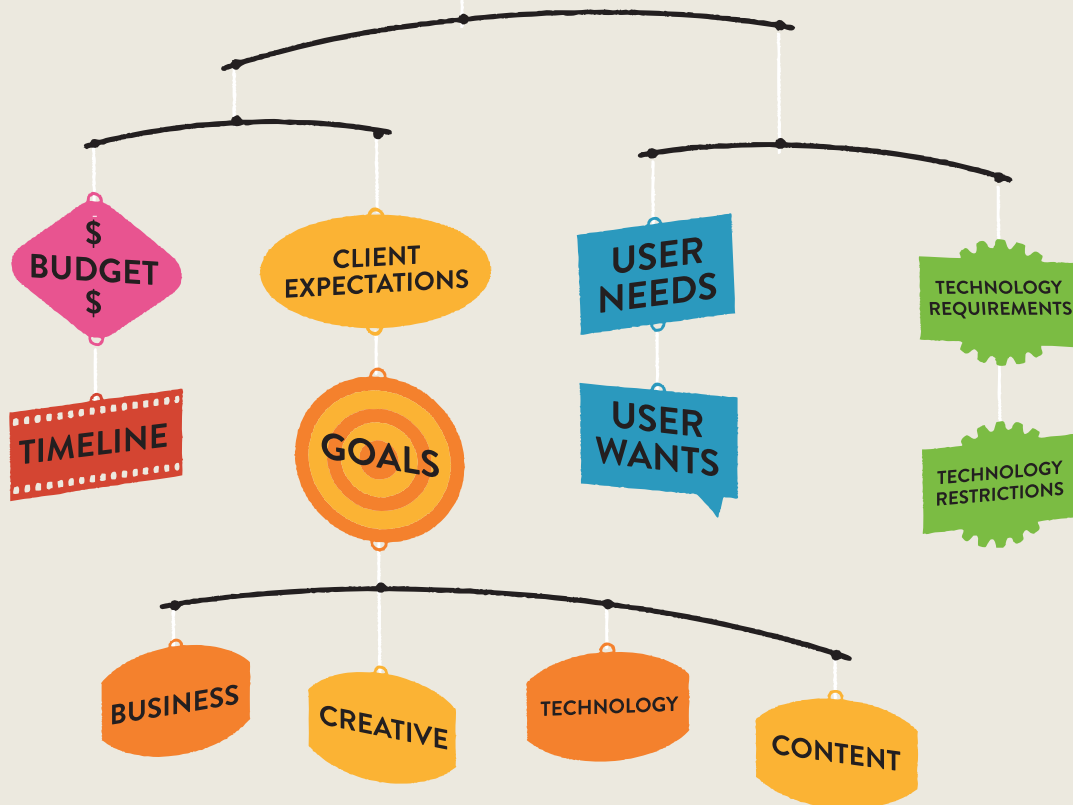 $
BUDGET
$
CLIENT
EXPECTATIONS
USER
NEEDS
TECHNOLOGY
REQUIREMENTS
TIMELINE
GOALS
USER
WANTS
TECHNOLOGY
RESTRICTIONS
BUSINESS
CREATIVE
TECHNOLOGY
CONTENT